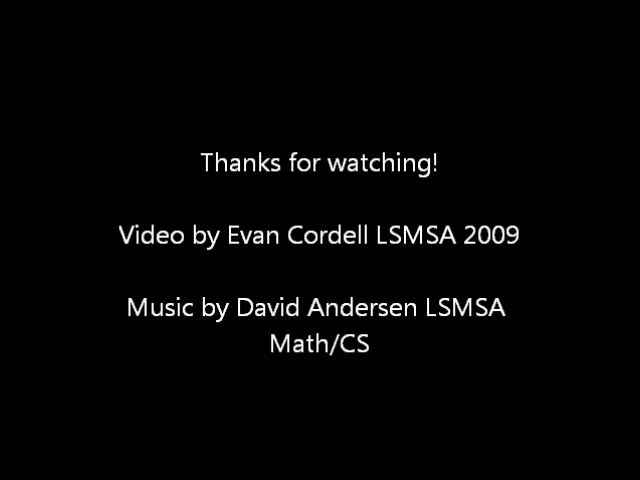 Thanks for watching!
Video by Evan Cordell LSMSA 2009
Music by David Andersen LSMSA
Math/CS